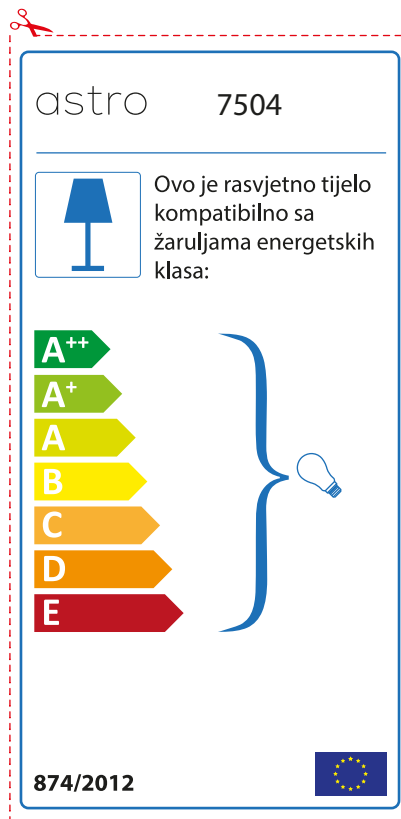 astro 7504
Ovo je rasvjetno tijelo
kompatibilno sa
žaruljama energetskih
klasa:
A++
A+
A
B
C
D
E
874/2012